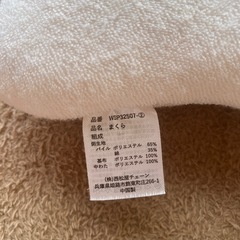 品番 WSP32507-②
品名 まくら
組成
側生地
パイル ポリエステル 65%
綿 35%
基布 ポリエステル 100%
中わた ポリエステル 100%
(株)西松屋チェーン
兵庫県姫路市飾東町庄266-1
中国製